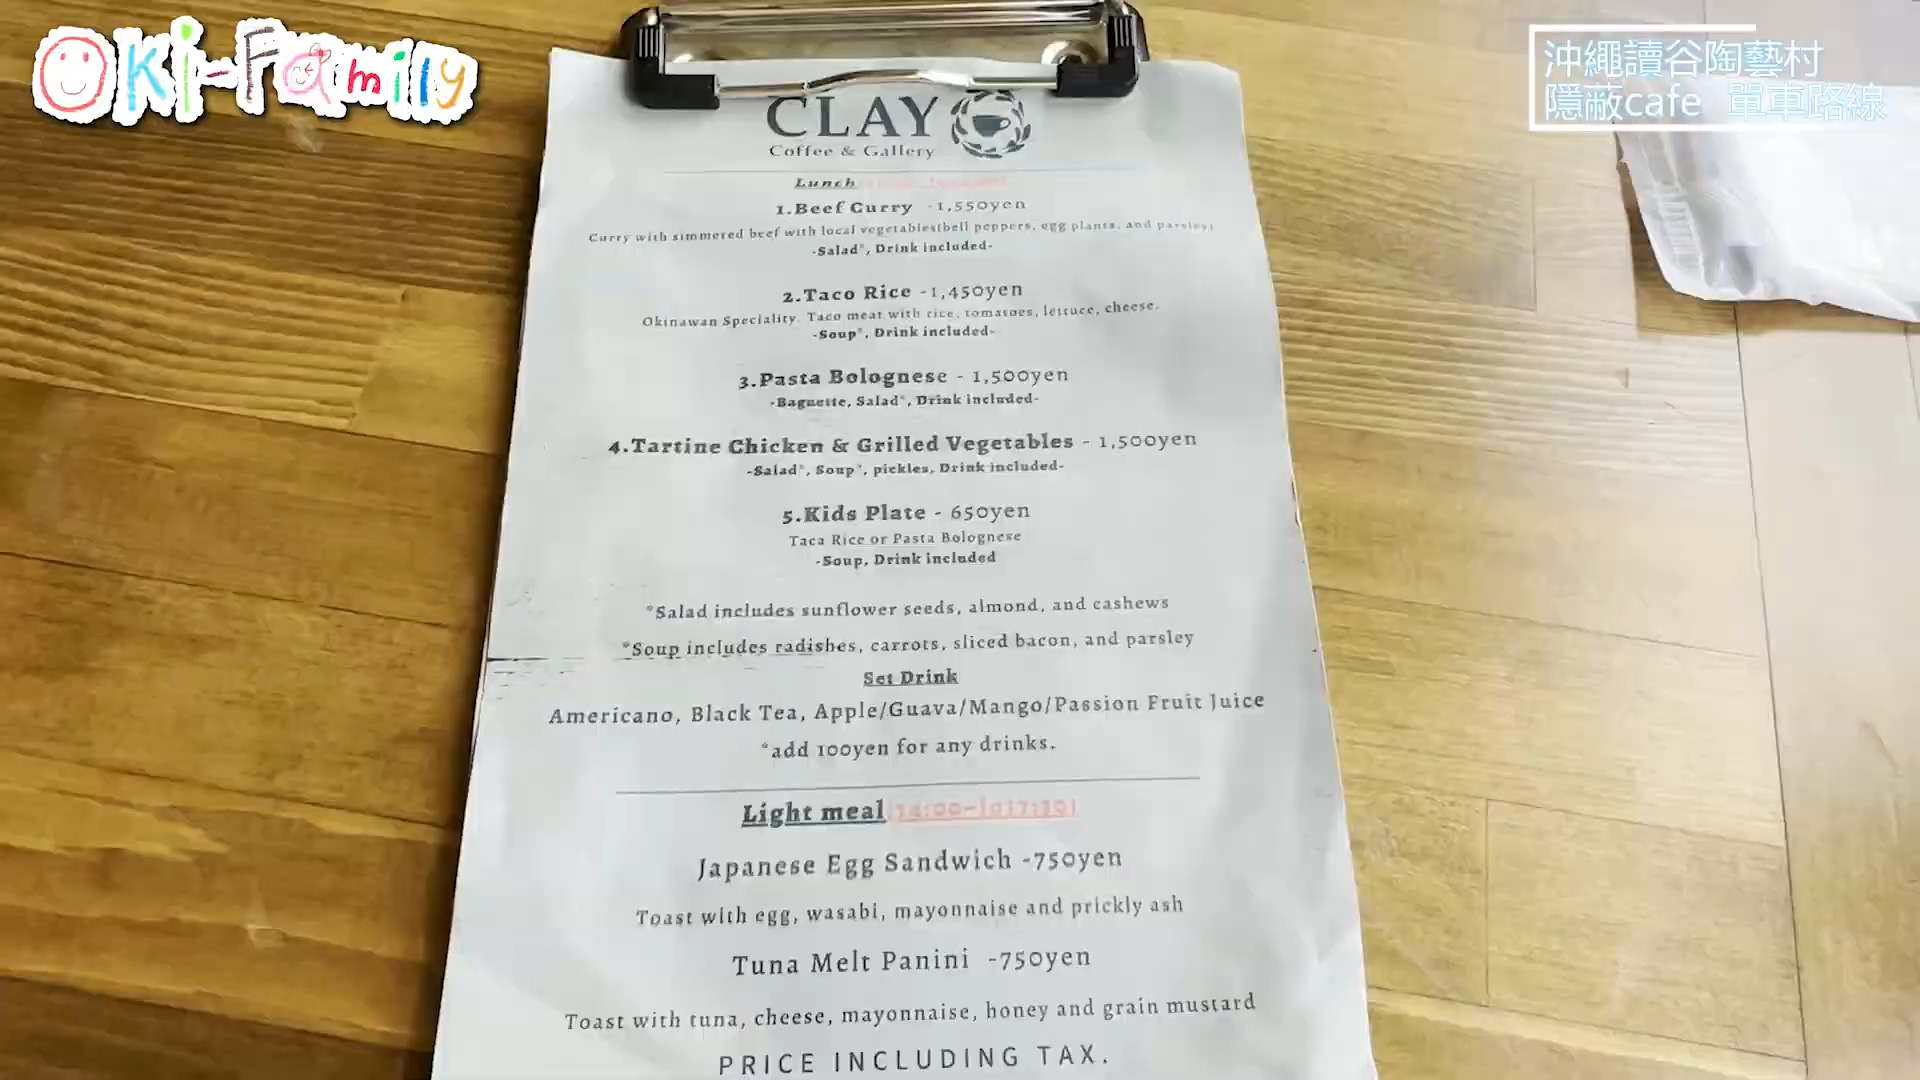 Oki-Family
沖繩讀谷陶藝村
隱蔽cafe 單車路線
CLAY
Coffee & Gallery
Lunch
1.Beef Curry -1,550yen
Curry with simmered beef with local vegetables(bell peppers, egg plants, and parsley)
-Salad*, Drink included-
2.Taco Rice -1,450yen
Okinawan Speciality. Taco meat with rice, tomatoes, lettuce, cheese.
-Soup*, Drink included-
3.Pasta Bolognese - 1,500yen
-Baguette, Salad*, Drink included-
4.Tartine Chicken & Grilled Vegetables - 1,500yen
-Salad*, Soup*, pickles, Drink included-
5.Kids Plate - 650yen
Taca Rice or Pasta Bolognese
-Soup, Drink included
*Salad includes sunflower seeds, almond, and cashews
*Soup includes radishes, carrots, sliced bacon, and parsley
Set Drink
Americano, Black Tea, Apple/Guava/Mango/Passion Fruit Juice
*add 100yen for any drinks.
Light meal(14:00-lo17:30)
Japanese Egg Sandwich -750yen
Toast with egg, wasabi, mayonnaise and prickly ash
Tuna Melt Panini -750yen
Toast with tuna, cheese, mayonnaise, honey and grain mustard
PRICE INCLUDING TAX.